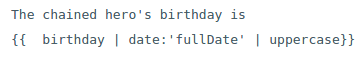 The chained hero's birthday is
{{  birthday | date:'fullDate' | uppercase}}